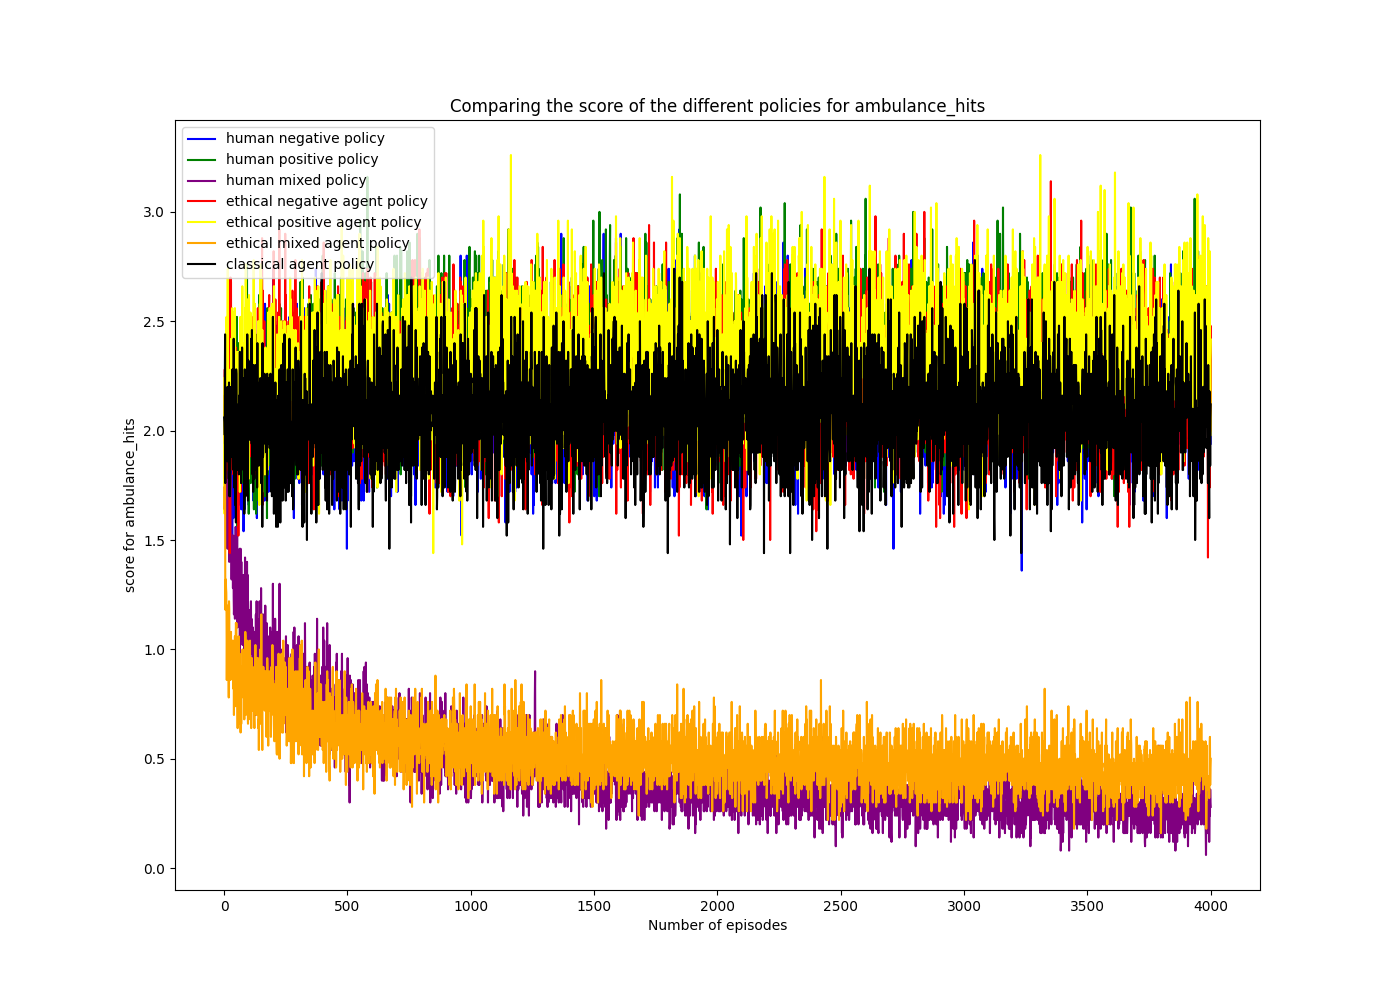 Comparing the score of the different policies for ambulance_hits
human negative policy
human positive policy
human mixed policy
ethical negative agent policy
ethical positive agent policy
ethical mixed agent policy
classical agent policy
score for ambulance_hits
3.0
2.5
2.0
1.5
1.0
0.5
0.0
0 500 1000 1500 2000 2500 3000 3500 4000
Number of episodes